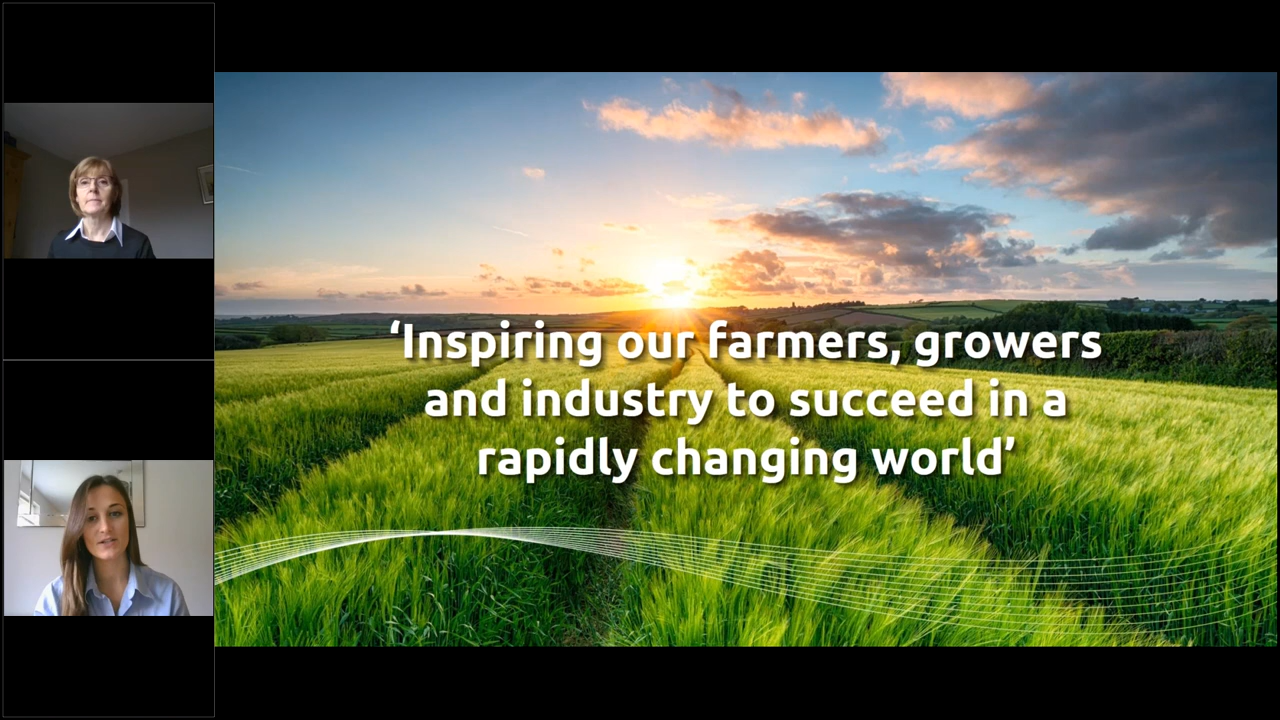 ‘Inspiring our farmers, growers
and industry to succeed in a
rapidly changing world’